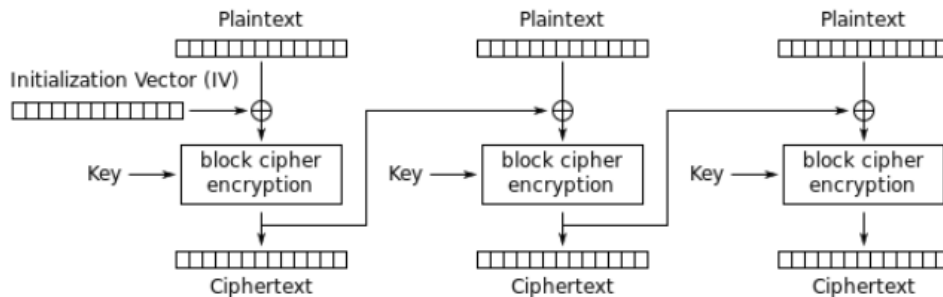 Plaintext
Plaintext
Plaintext
Initialization Vector (IV)
Key
block cipher
encryption
Key
block cipher
encryption
Key
block cipher
encryption
Ciphertext
Ciphertext
Ciphertext